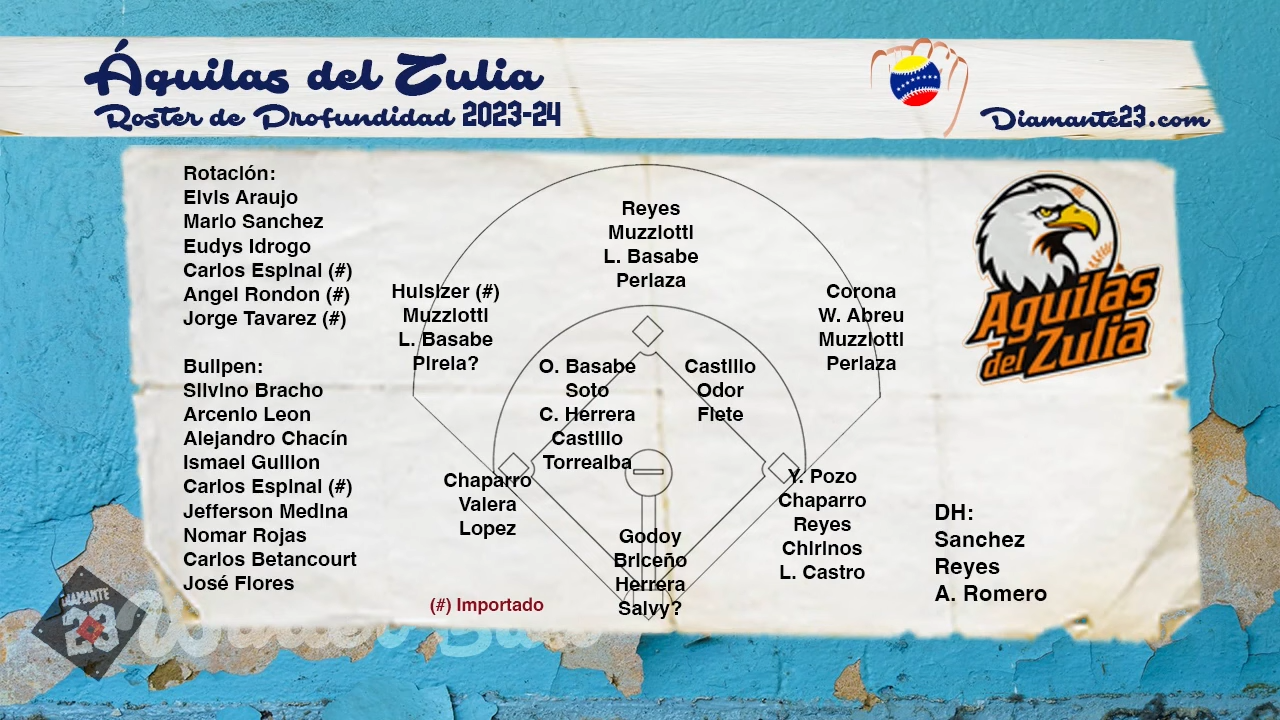 Águilas del Zulia
Roster de Profundidad 2023-24
Diamante23.com
Rotación:
Elvis Araujo
Mario Sanchez
Eudys Idrogo
Carlos Espinal (#)
Angel Rondon (#)
Jorge Tavarez (#)
Bullpen:
Silvino Bracho
Arcenio Leon
Alejandro Chacín
Ismael Guillon
Carlos Espinal (#)
Jefferson Medina
Nomar Rojas
Carlos Betancourt
José Flores
Hulsizer (#)
Muzziotti
L. Basabe
Pirela?
Reyes
Muzziotti
L. Basabe
Perlaza
Corona
W. Abreu
Muzziotti
Perlaza
O. Basabe
Soto
C. Herrera
Castillo
Torrealba
Castillo
Odor
Flete
Chaparro
Valera
Lopez
Y. Pozo
Chaparro
Reyes
Chirinos
L. Castro
Godoy
Briceño
Herrera
Salvy?
DH:
Sanchez
Reyes
A. Romero
(#) Importado
Aguilas
del Zulia
DIAMANTE
23